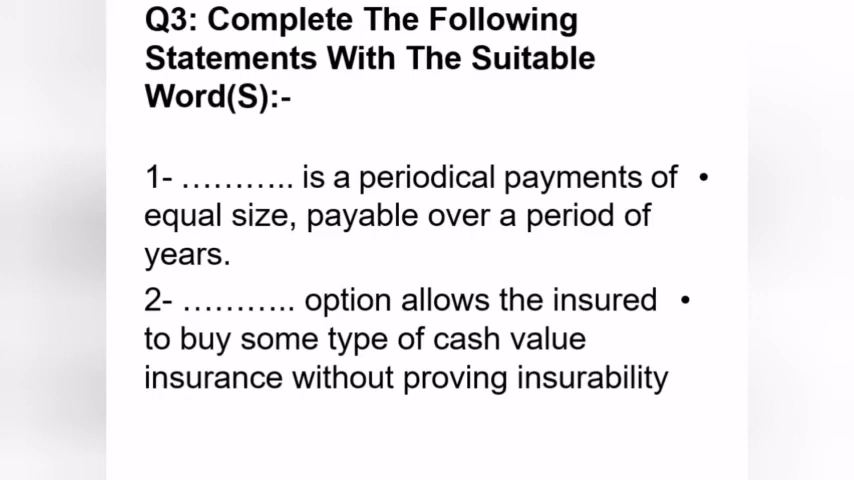 Q3: Complete The Following
Statements With The Suitable
Word(S):-
1- ……….. is a periodical payments of •
equal size, payable over a period of
years.
2- ……….. option allows the insured •
to buy some type of cash value
insurance without proving insurability